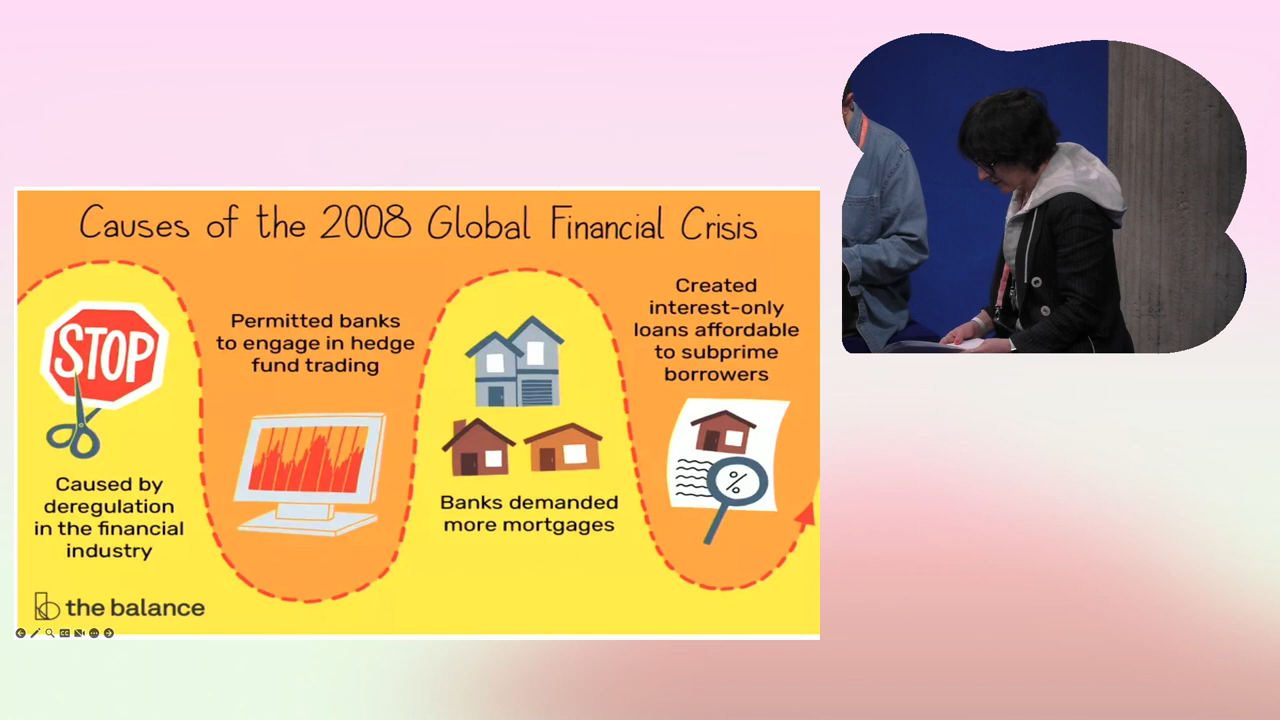 Causes of the 2008 Global Financial Crisis
STOP
Caused by
deregulation
in the financial
industry
Permitted banks
to engage in hedge
fund trading
Banks demanded
more mortgages
Created
interest-only
loans affordable
to subprime
borrowers
%
the balance